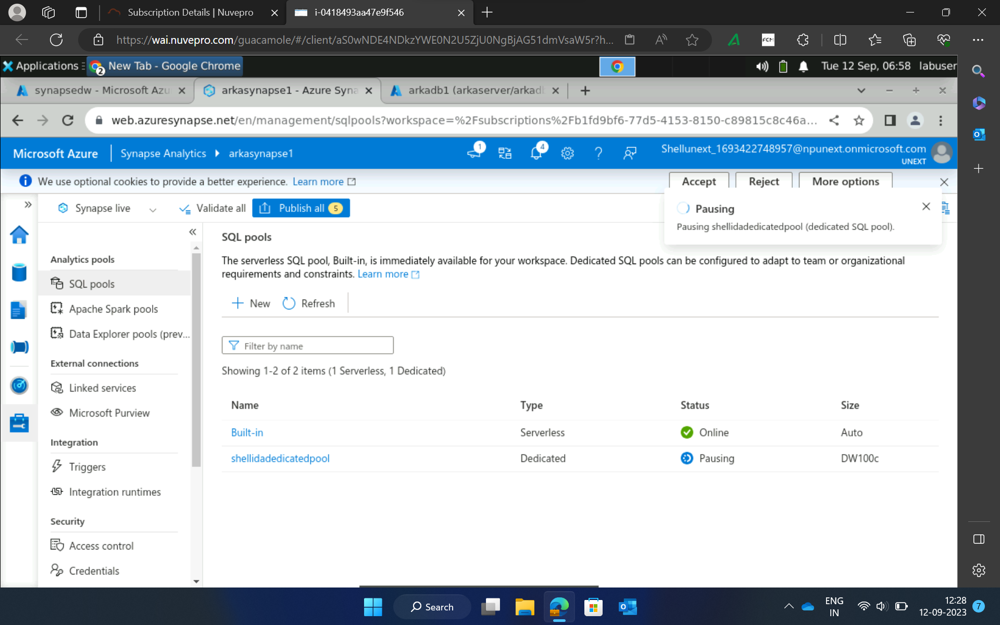 Subscription Details | Nuvepro
i-0418493aa47e9f546
https://wai.nuvepro.com/guacamole/#/client/aS0wNDE4NDkzYWE0N2U5ZjU0NgBjAG51dmVsaW5r?h...
FCM
Applications
2
New Tab - Google Chrome
Tue 12 Sep, 06:58
labuser
synapsedw - Microsoft Azu
arkasynapse1 - Azure Syna
arkadb1 (arkaserver/arkadb
web.azuresynapse.net/en/management/sqlpools?workspace=%2Fsubscriptions%2Fb1fd9bf6-77d5-4153-8150-c89815c8c46a...
Microsoft Azure
Synapse Analytics
arkasynapse1
1
4
Shellunext_1693422748957@npunext.onmicrosoft.com
UNEXT
We use optional cookies to provide a better experience. Learn more
Accept
Reject
More options
Synapse live
Validate all
Publish all 5
Pausing
Pausing shellidadedicatedpool (dedicated SQL pool).
Analytics pools
SQL pools
Apache Spark pools
Data Explorer pools (prev...
External connections
Linked services
Microsoft Purview
Integration
Triggers
Integration runtimes
Security
Access control
Credentials
SQL pools
The serverless SQL pool, Built-in, is immediately available for your workspace. Dedicated SQL pools can be configured to adapt to team or organizational
requirements and constraints. Learn more
New
Refresh
Filter by name
Showing 1-2 of 2 items (1 Serverless, 1 Dedicated)
Name Type Status Size
Built-in Serverless Online Auto
shellidadedicatedpool Dedicated Pausing DW100c
Search
ENG
IN
12:28
12-09-2023
7